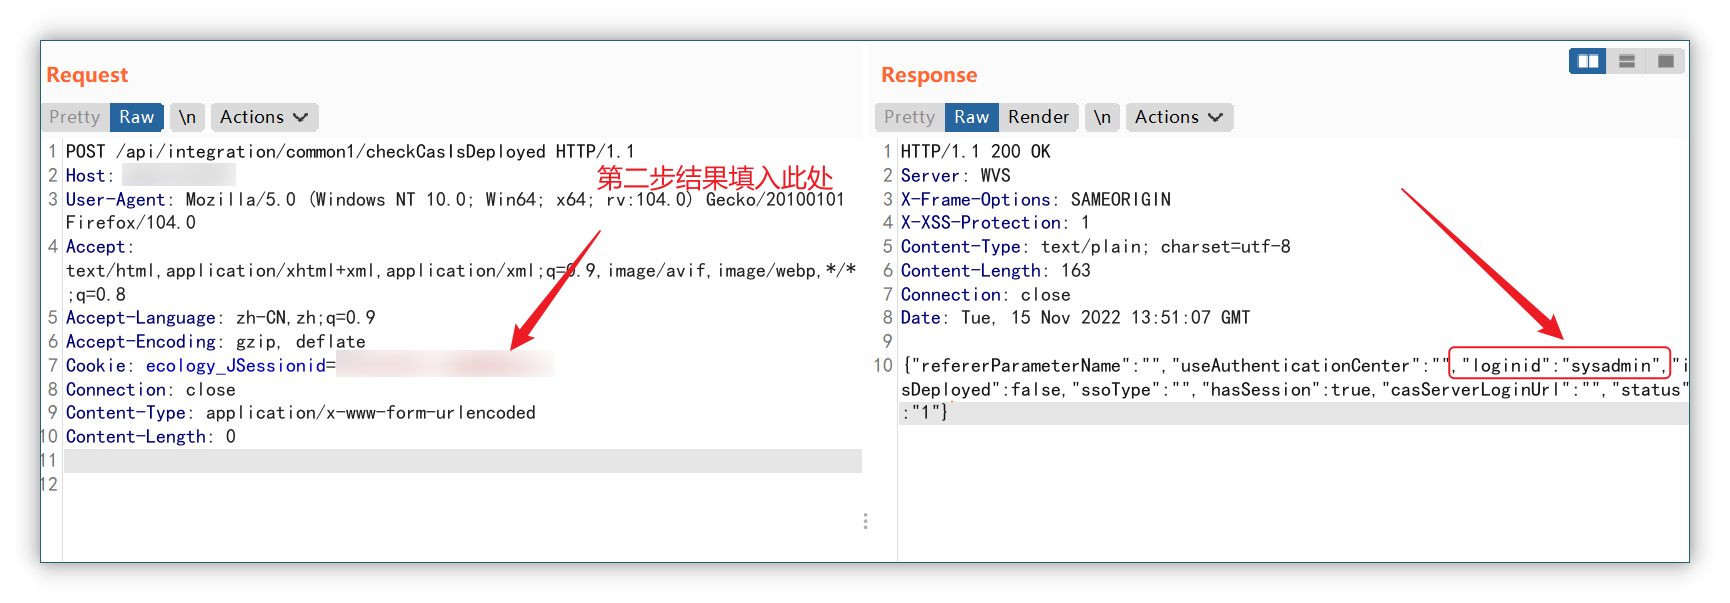 Request
Pretty Raw \n Actions
1 POST /api/integration/common1/checkCasIsDeployed HTTP/1.1
2 Host:
第二步结果填入此处
3 User-Agent: Mozilla/5.0 (Windows NT 10.0; Win64; x64; rv:104.0) Gecko/20100101
Firefox/104.0
4 Accept:
text/html,application/xhtml+xml,application/xml;q=0.9,image/avif,image/webp,*/*
;q=0.8
5 Accept-Language: zh-CN,zh;q=0.9
6 Accept-Encoding: gzip, deflate
7 Cookie: ecology_JSessionid=
8 Connection: close
9 Content-Type: application/x-www-form-urlencoded
10 Content-Length: 0
11
12
Response
Pretty Raw Render \n Actions
1 HTTP/1.1 200 OK
2 Server: WVS
3 X-Frame-Options: SAMEORIGIN
4 X-XSS-Protection: 1
5 Content-Type: text/plain; charset=utf-8
6 Content-Length: 163
7 Connection: close
8 Date: Tue, 15 Nov 2022 13:51:07 GMT
9
10 {"refererParameterName":"","useAuthenticationCenter":"","loginid":"sysadmin","i
sDeployed":false,"ssoType":"","hasSession":true,"casServerLoginUrl":"","status"
:"1"}